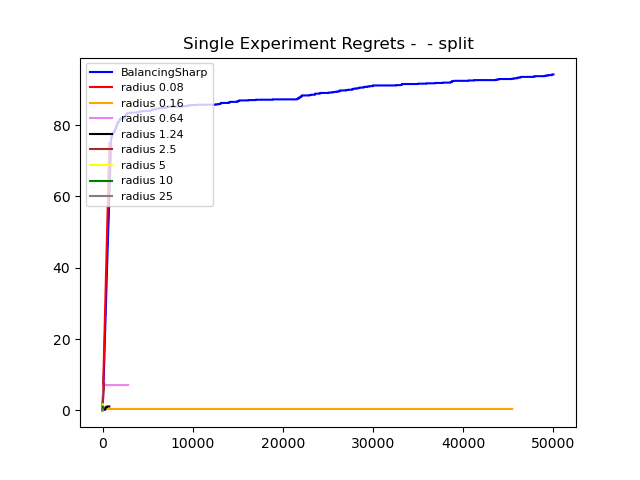 Single Experiment Regrets -  - split
BalancingSharp
radius 0.08
radius 0.16
radius 0.64
radius 1.24
radius 2.5
radius 5
radius 10
radius 25
80
60
40
20
0
0 10000 20000 30000 40000 50000